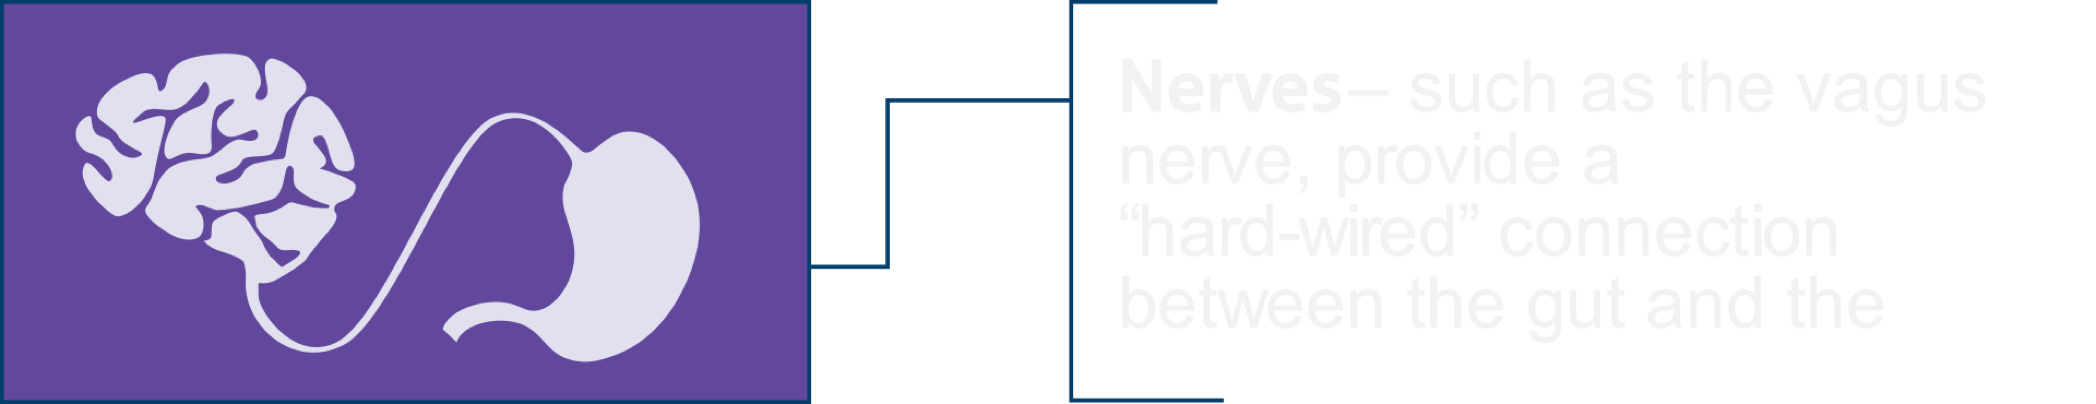 Nerves– such as the vagus
nerve, provide a
“hard-wired” connection
between the gut and the